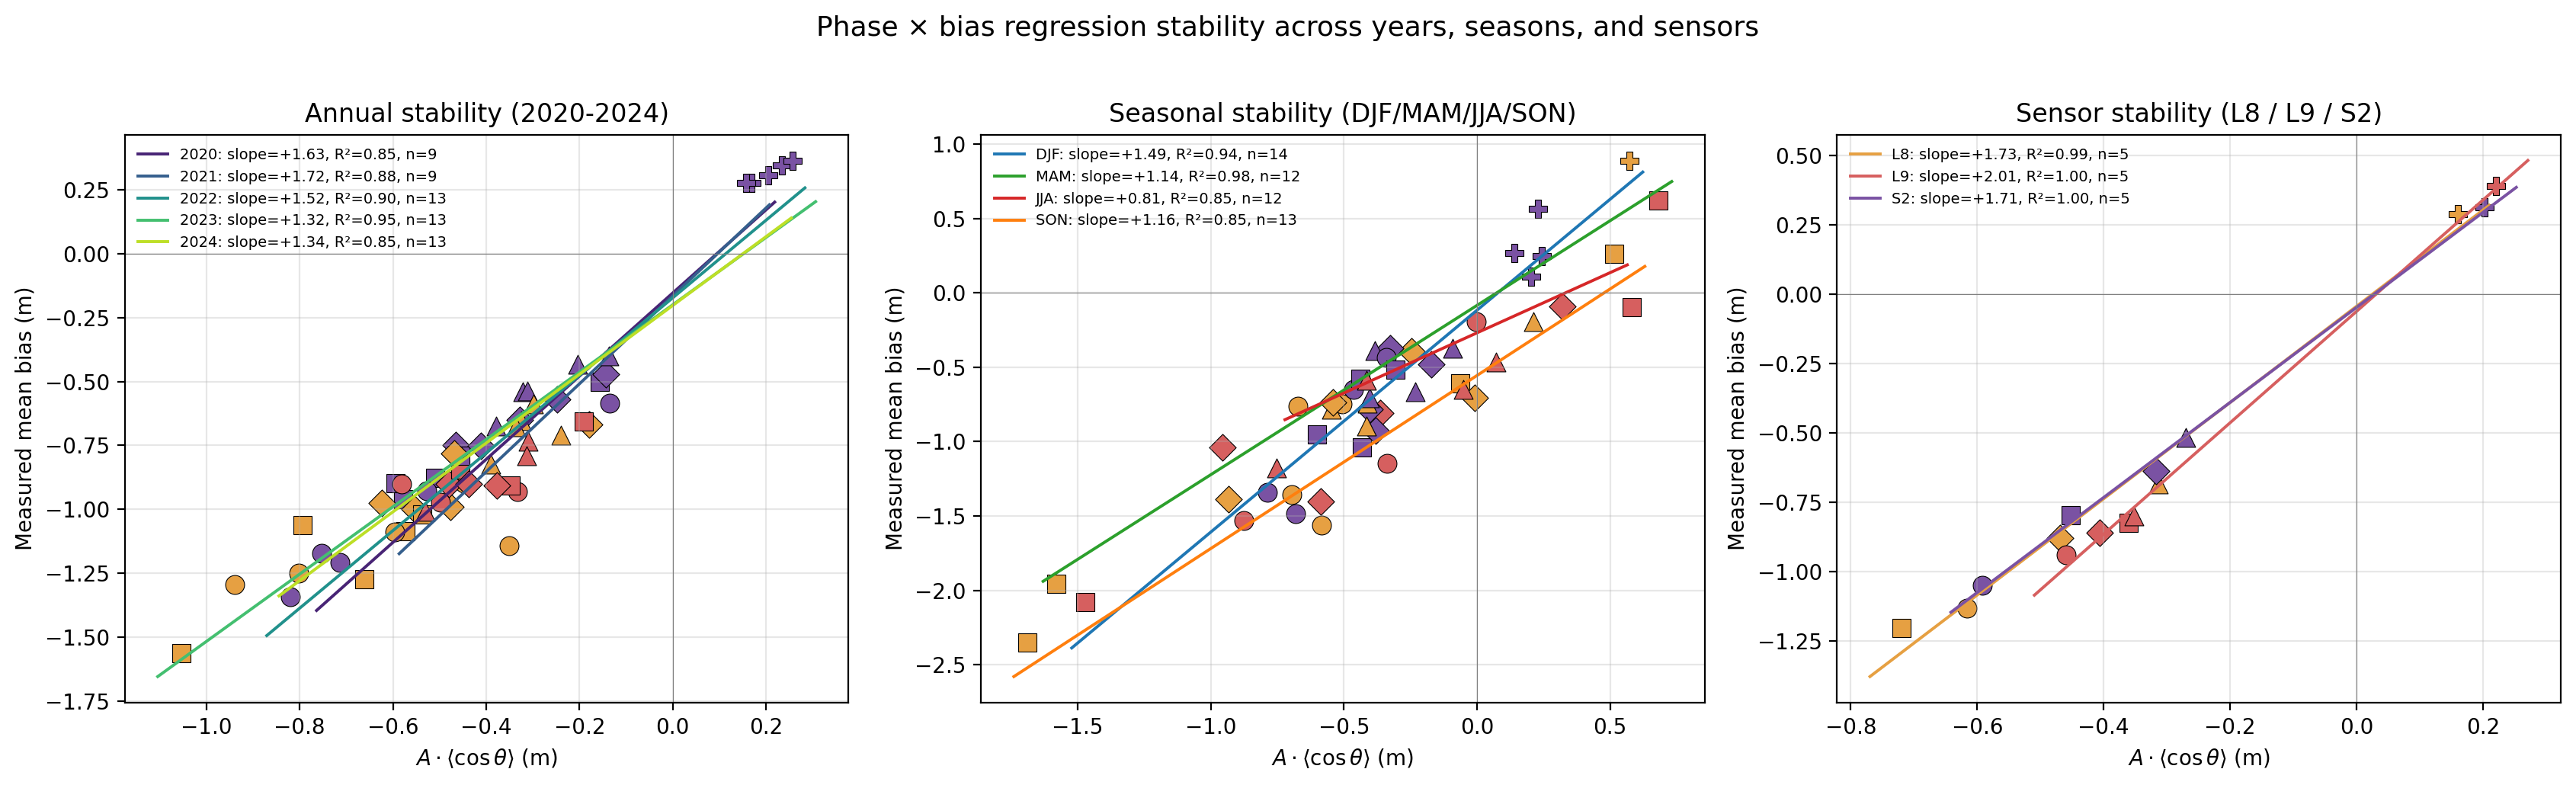 Phase × bias regression stability across years, seasons, and sensors
Annual stability (2020-2024)
2020: slope=+1.63, R²=0.85, n=9
2021: slope=+1.72, R²=0.88, n=9
2022: slope=+1.52, R²=0.90, n=13
2023: slope=+1.32, R²=0.95, n=13
2024: slope=+1.34, R²=0.85, n=13
Measured mean bias (m)
0.25
0.00
−0.25
−0.50
−0.75
−1.00
−1.25
−1.50
−1.75
−1.0 −0.8 −0.6 −0.4 −0.2 0.0 0.2
A · ⟨cos θ⟩ (m)
Seasonal stability (DJF/MAM/JJA/SON)
DJF: slope=+1.49, R²=0.94, n=14
MAM: slope=+1.14, R²=0.98, n=12
JJA: slope=+0.81, R²=0.85, n=12
SON: slope=+1.16, R²=0.85, n=13
Measured mean bias (m)
1.0
0.5
0.0
−0.5
−1.0
−1.5
−2.0
−2.5
−1.5 −1.0 −0.5 0.0 0.5
A · ⟨cos θ⟩ (m)
Sensor stability (L8 / L9 / S2)
L8: slope=+1.73, R²=0.99, n=5
L9: slope=+2.01, R²=1.00, n=5
S2: slope=+1.71, R²=1.00, n=5
Measured mean bias (m)
0.50
0.25
0.00
−0.25
−0.50
−0.75
−1.00
−1.25
−0.8 −0.6 −0.4 −0.2 0.0 0.2
A · ⟨cos θ⟩ (m)